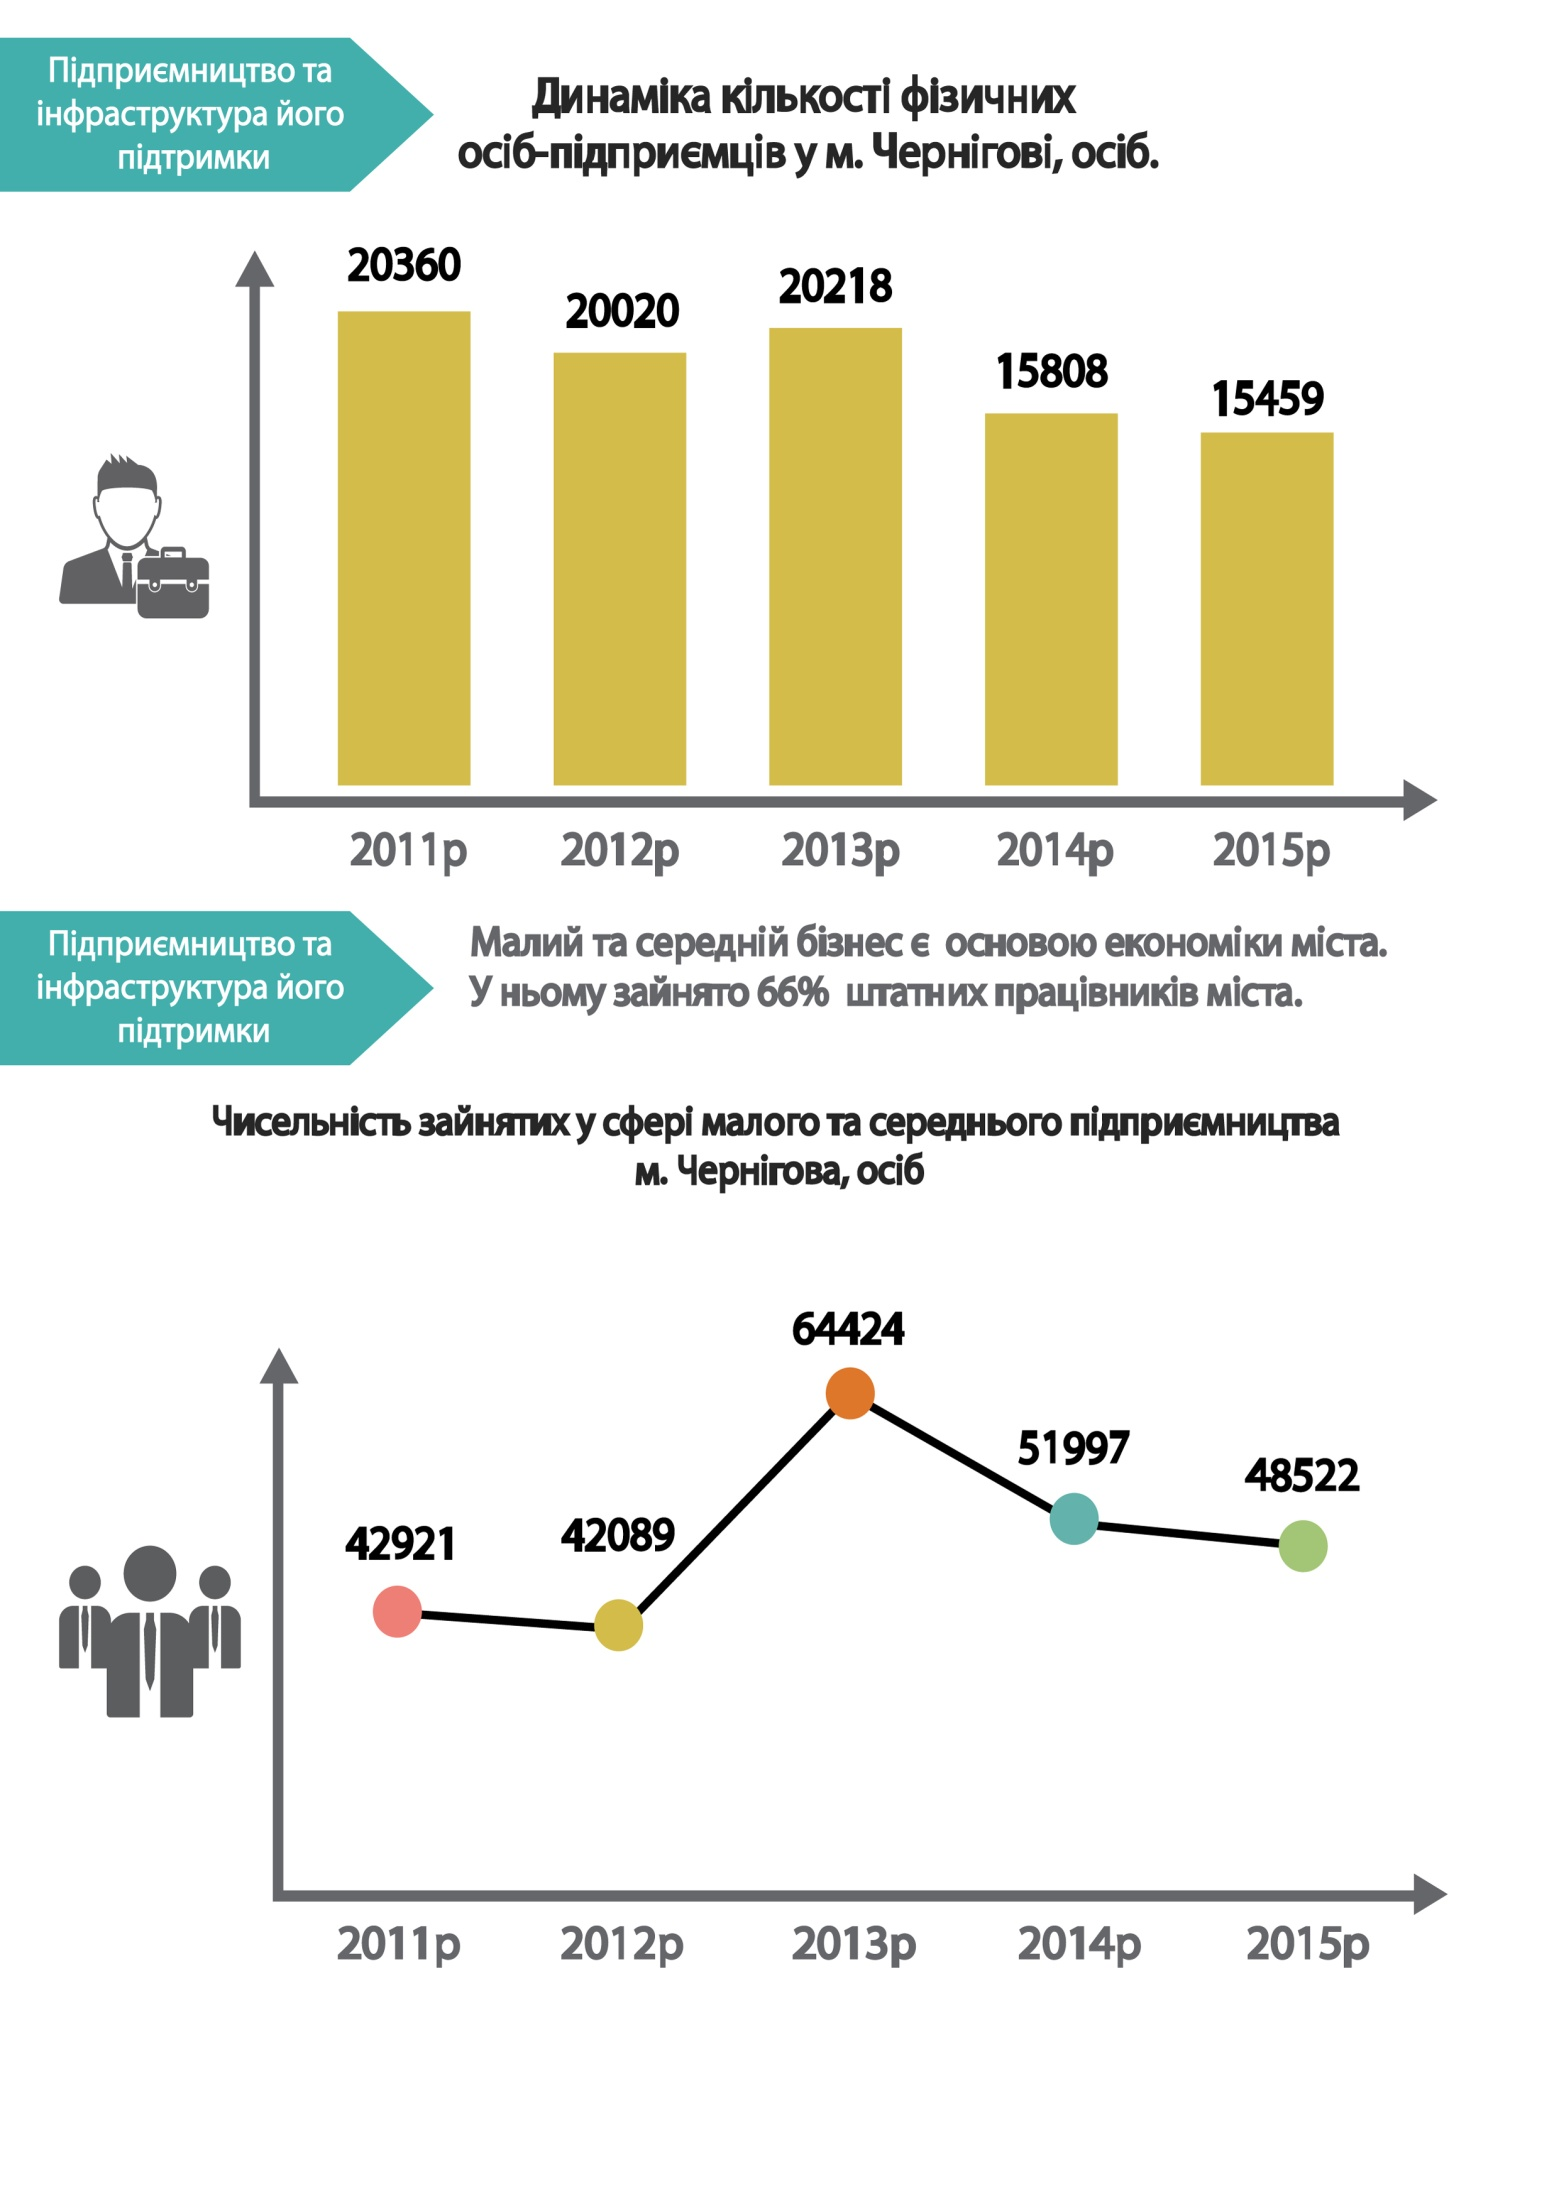 Підприємництво та
інфраструктура його
підтримки
Динаміка кількості фізичних
осіб-підприємців у м. Чернігові, осіб.
20360
20020
20218
15808
15459
2011р
2012р
2013р
2014р
2015р
Підприємництво та
інфраструктура його
підтримки
Малий та середній бізнес є основою економіки міста.
У ньому зайнято 66% штатних працівників міста.
Чисельність зайнятих у сфері малого та середнього підприємництва
м. Чернігова, осіб
42921
42089
64424
51997
48522
2011р
2012р
2013р
2014р
2015р